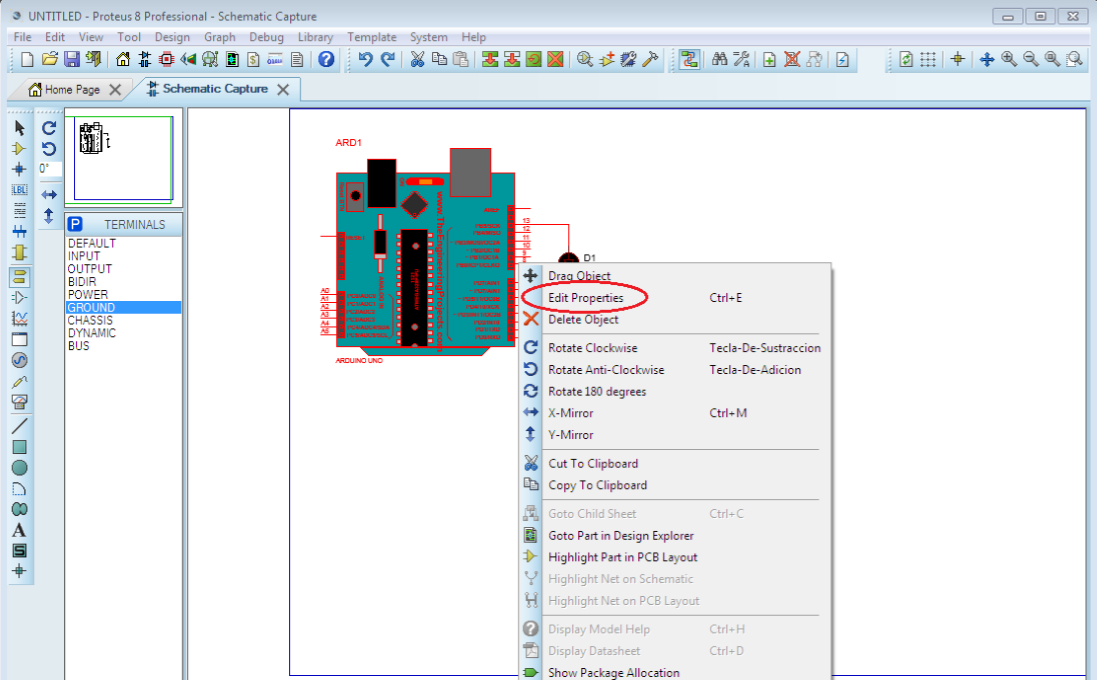 UNTITLED - Proteus 8 Professional - Schematic Capture
File Edit View Tool Design Graph Debug Library Template System Help
Home Page Schematic Capture
0°
LBL
P TERMINALS
DEFAULT
INPUT
OUTPUT
BIDIR
POWER
GROUND
CHASSIS
DYNAMIC
BUS
A
S
ARD1
www.TheEngineeringProjects.com
13
12
11
10
A0
A1
A2
A3
A4
A5
ARDUINO UNO
D1
Drag Object
Edit Properties Ctrl+E
Delete Object
Rotate Clockwise Tecla-De-Sustraccion
Rotate Anti-Clockwise Tecla-De-Adicion
Rotate 180 degrees
X-Mirror Ctrl+M
Y-Mirror
Cut To Clipboard
Copy To Clipboard
Goto Child Sheet Ctrl+C
Goto Part in Design Explorer
Highlight Part in PCB Layout
Highlight Net on Schematic
Highlight Net on PCB Layout
Display Model Help Ctrl+H
Display Datasheet Ctrl+D
Show Package Allocation